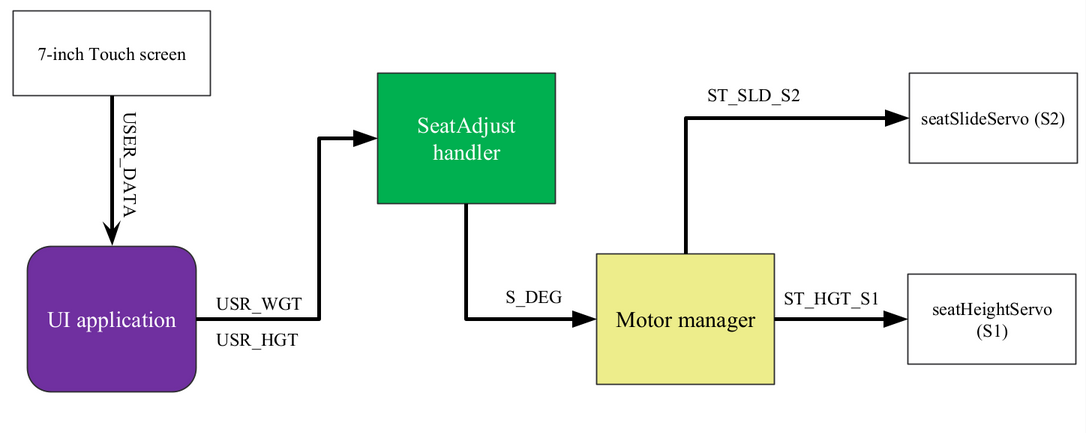 7-inch Touch screen
USER_DATA
UI application
USR_WGT
USR_HGT
SeatAdjust
handler
S_DEG
Motor manager
ST_SLD_S2
seatSlideServo (S2)
ST_HGT_S1
seatHeightServo
(S1)